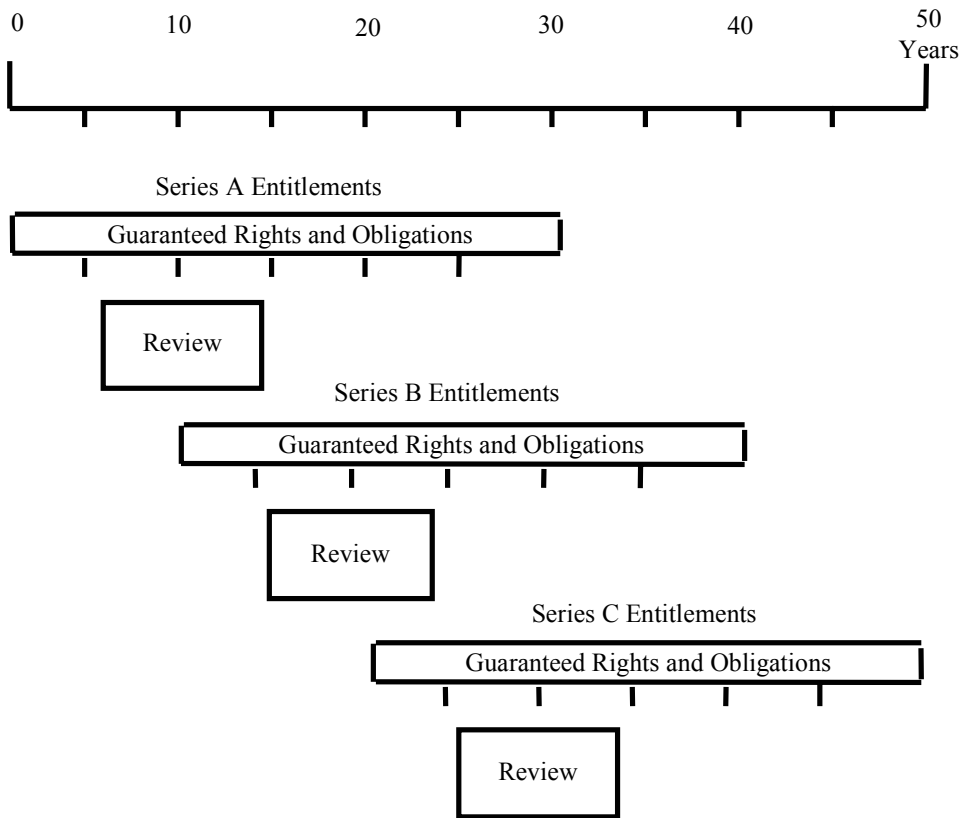 0 10 20 30 40 50
Years
Series A Entitlements
Guaranteed Rights and Obligations
Review
Series B Entitlements
Guaranteed Rights and Obligations
Review
Series C Entitlements
Guaranteed Rights and Obligations
Review